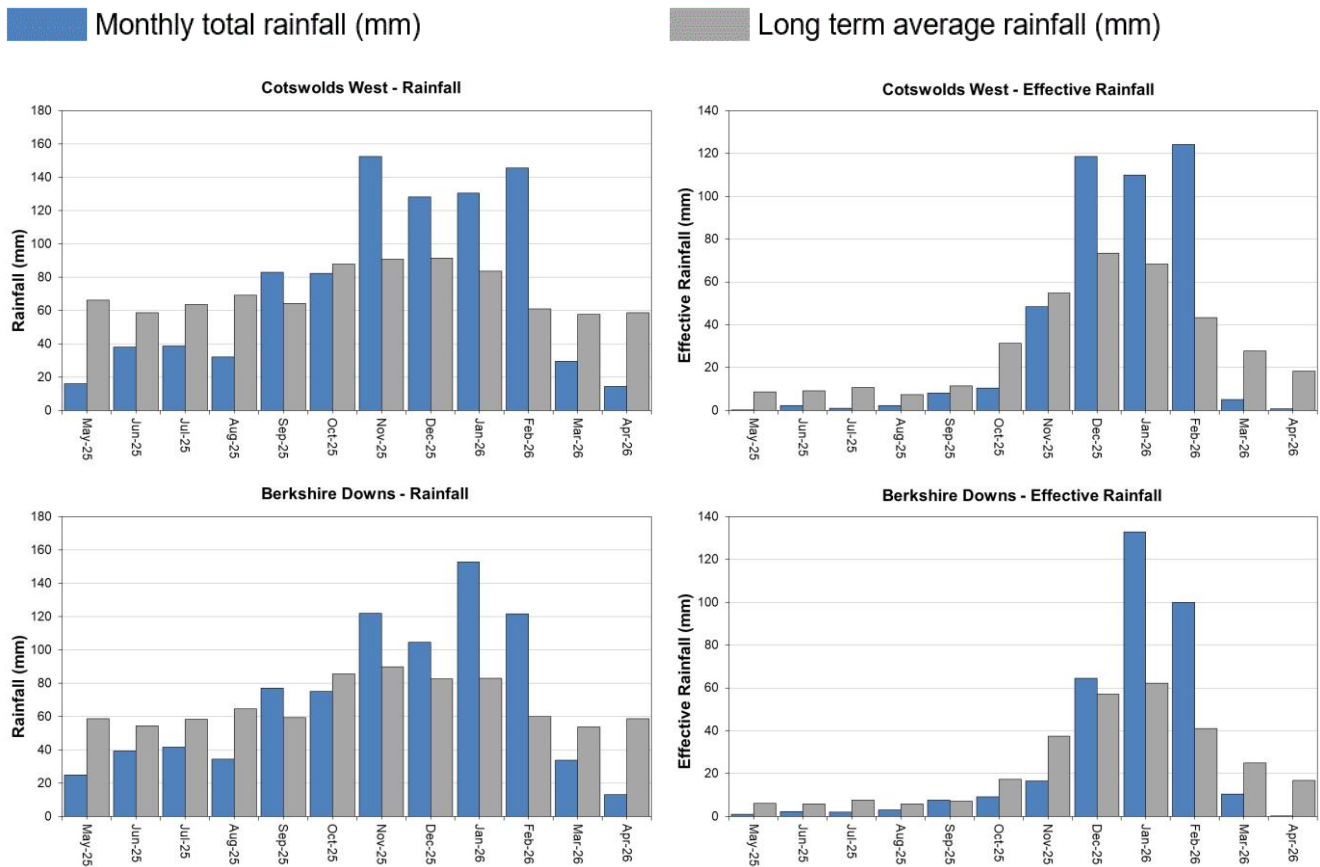 Monthly total rainfall (mm) Long term average rainfall (mm)
Cotswolds West - Rainfall
Rainfall (mm)
180
160
140
120
100
80
60
40
20
0
May-25
Jun-25
Jul-25
Aug-25
Sep-25
Oct-25
Nov-25
Dec-25
Jan-26
Feb-26
Mar-26
Apr-26
Cotswolds West - Effective Rainfall
Effective Rainfall (mm)
140
120
100
80
60
40
20
0
May-25
Jun-25
Jul-25
Aug-25
Sep-25
Oct-25
Nov-25
Dec-25
Jan-26
Feb-26
Mar-26
Apr-26
Berkshire Downs - Rainfall
Rainfall (mm)
180
160
140
120
100
80
60
40
20
0
May-25
Jun-25
Jul-25
Aug-25
Sep-25
Oct-25
Nov-25
Dec-25
Jan-26
Feb-26
Mar-26
Apr-26
Berkshire Downs - Effective Rainfall
Effective Rainfall (mm)
140
120
100
80
60
40
20
0
May-25
Jun-25
Jul-25
Aug-25
Sep-25
Oct-25
Nov-25
Dec-25
Jan-26
Feb-26
Mar-26
Apr-26